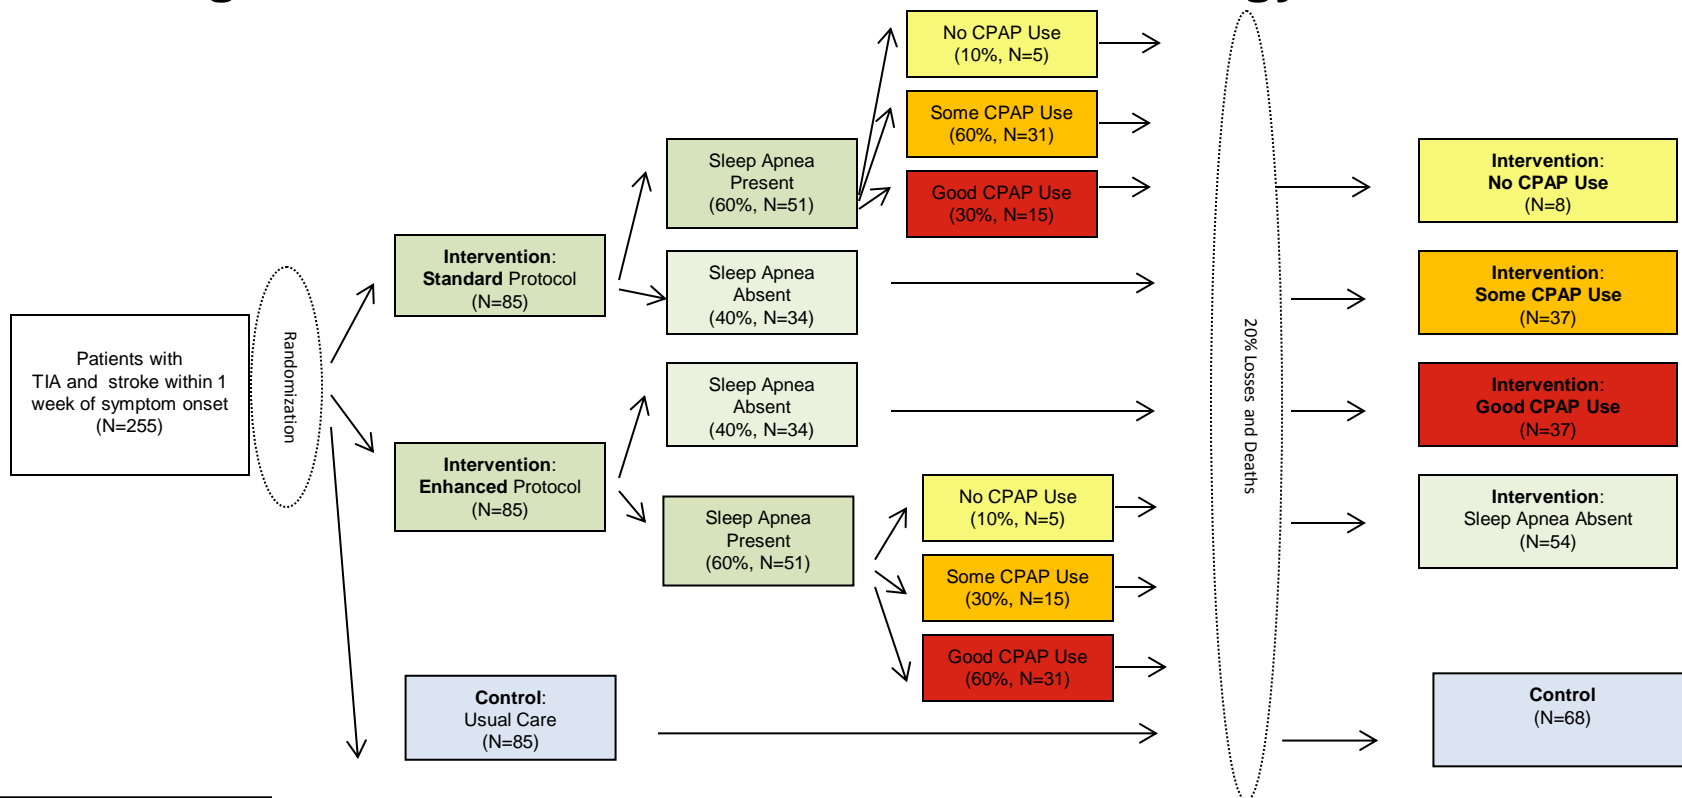 No CPAP Use
(10%, N=5)
Some CPAP Use
(60%, N=31)
Good CPAP Use
(30%, N=15)
Sleep Apnea
Present
(60%, N=51)
Intervention:
No CPAP Use
(N=8)
Intervention:
Standard Protocol
(N=85)
Sleep Apnea
Absent
(40%, N=34)
Intervention:
Some CPAP Use
(N=37)
Patients with
TIA and stroke within 1
week of symptom onset
(N=255)
Randomization
Sleep Apnea
Absent
(40%, N=34)
20% Losses and Deaths
Intervention:
Good CPAP Use
(N=37)
Intervention:
Enhanced Protocol
(N=85)
Sleep Apnea
Present
(60%, N=51)
No CPAP Use
(10%, N=5)
Some CPAP Use
(30%, N=15)
Good CPAP Use
(60%, N=31)
Intervention:
Sleep Apnea Absent
(N=54)
Control:
Usual Care
(N=85)
Control
(N=68)